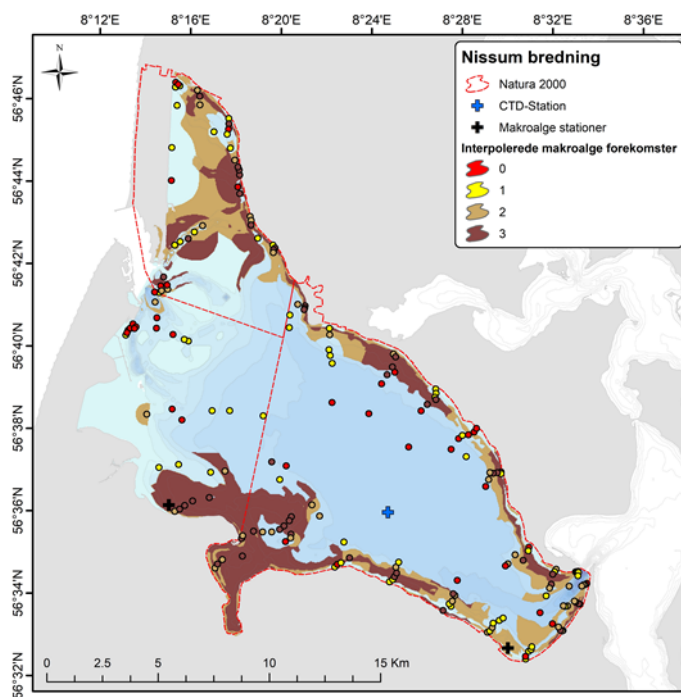 8°12'E 8°16'E 8°20'E 8°24'E 8°28'E 8°32'E 8°36'E
N
Nissum bredning
Natura 2000
CTD-Station
Makroalge stationer
Interpolerede makroalge forekomster
0
1
2
3
56°46'N
56°44'N
56°42'N
56°40'N
56°38'N
56°36'N
56°34'N
56°32'N
0 2.5 5 10 15 Km